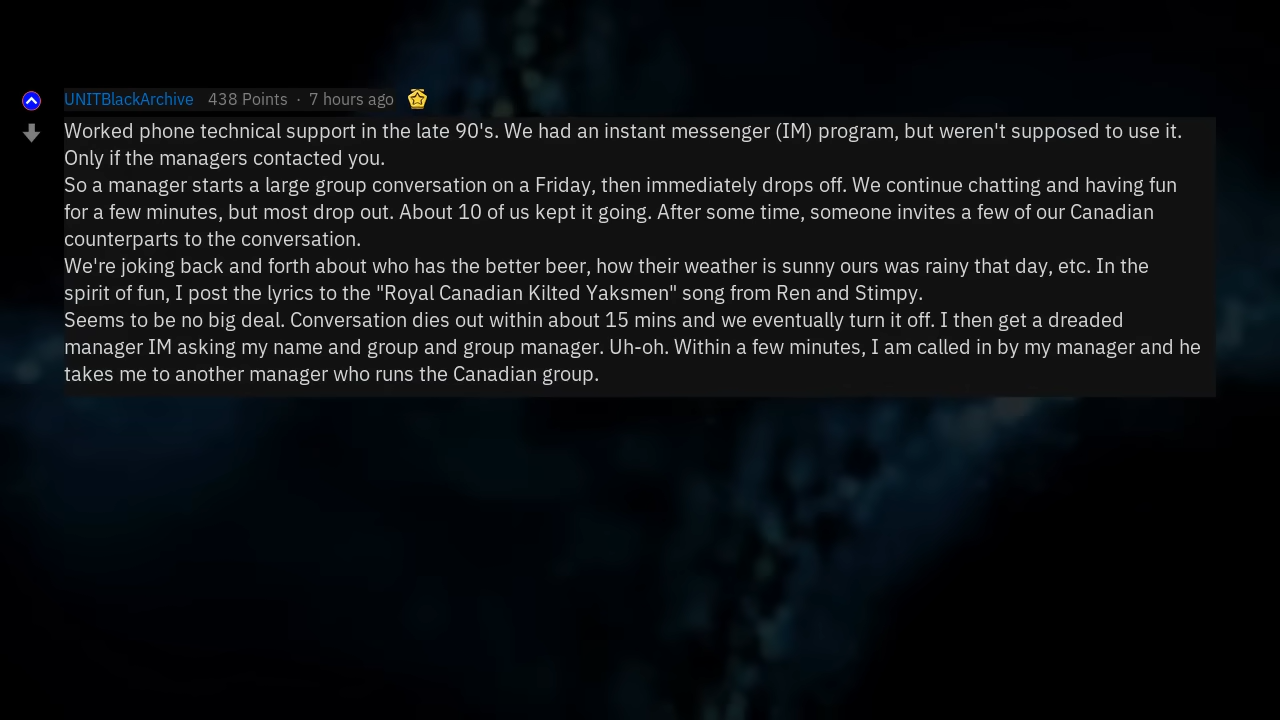 UNITBlackArchive 438 Points · 7 hours ago
Worked phone technical support in the late 90's. We had an instant messenger (IM) program, but weren't supposed to use it.
Only if the managers contacted you.
So a manager starts a large group conversation on a Friday, then immediately drops off. We continue chatting and having fun
for a few minutes, but most drop out. About 10 of us kept it going. After some time, someone invites a few of our Canadian
counterparts to the conversation.
We're joking back and forth about who has the better beer, how their weather is sunny ours was rainy that day, etc. In the
spirit of fun, I post the lyrics to the "Royal Canadian Kilted Yaksmen" song from Ren and Stimpy.
Seems to be no big deal. Conversation dies out within about 15 mins and we eventually turn it off. I then get a dreaded
manager IM asking my name and group and group manager. Uh-oh. Within a few minutes, I am called in by my manager and he
takes me to another manager who runs the Canadian group.